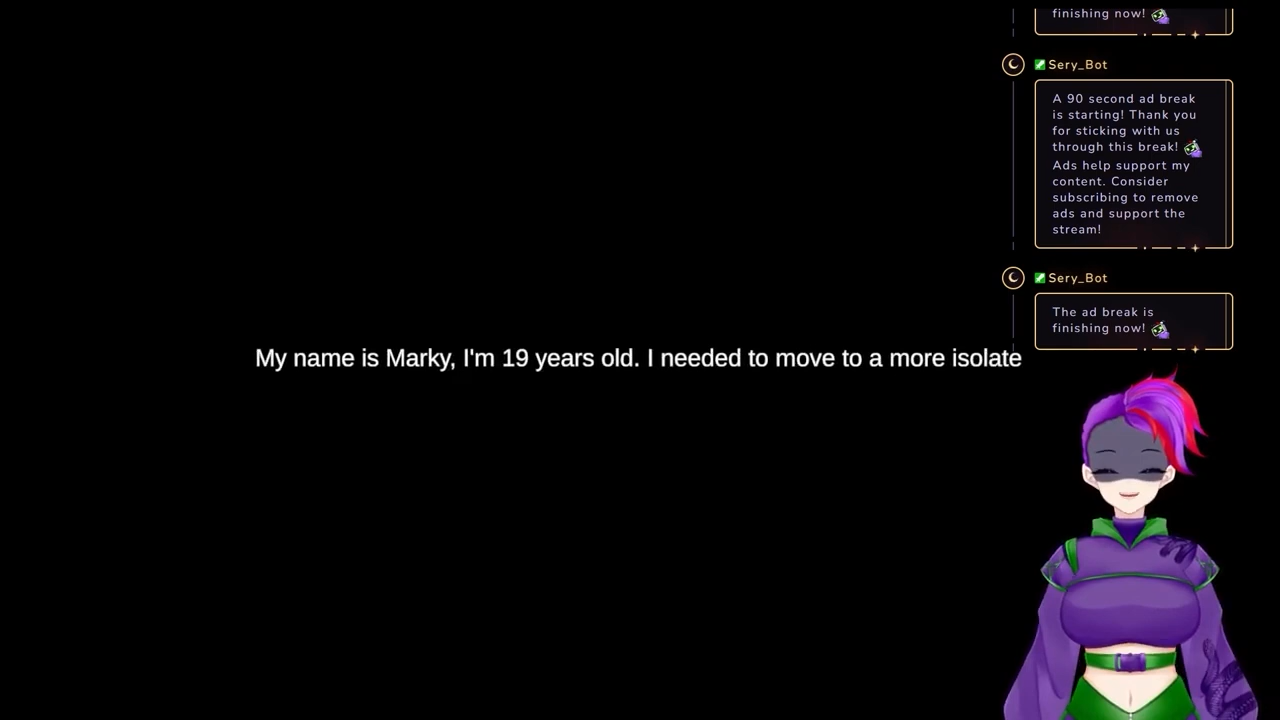 finishing now!
Sery_Bot
A 90 second ad break
is starting! Thank you
for sticking with us
through this break!
Ads help support my
content. Consider
subscribing to remove
ads and support the
stream!
Sery_Bot
The ad break is
finishing now!
My name is Marky, I'm 19 years old. I needed to move to a more isolate